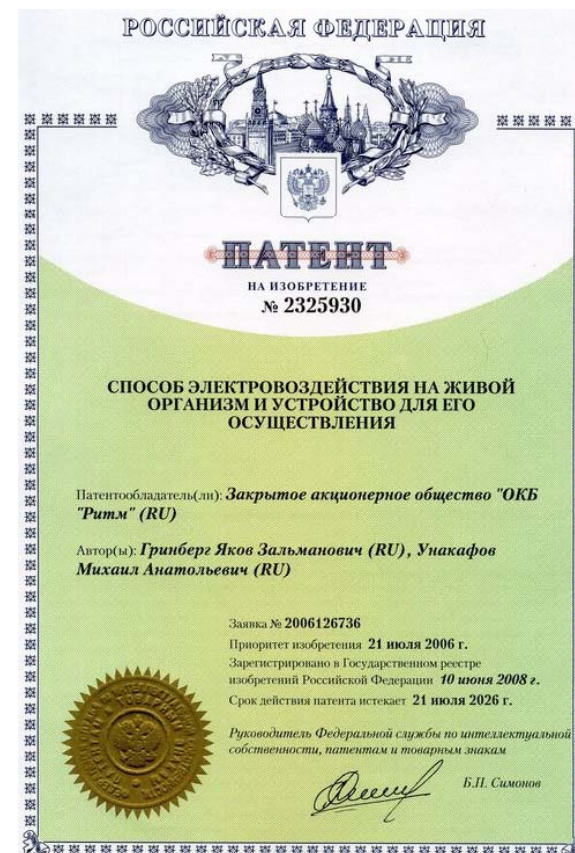 РОССИЙСКАЯ ФЕДЕРАЦИЯ
ПАТЕНТ
НА ИЗОБРЕТЕНИЕ
№ 2325930
СПОСОБ ЭЛЕКТРОВОЗДЕЙСТВИЯ НА ЖИВОЙ
ОРГАНИЗМ И УСТРОЙСТВО ДЛЯ ЕГО
ОСУЩЕСТВЛЕНИЯ
Патентообладатель(ли): Закрытое акционерное общество "ОКБ
"Ритм" (RU)
Автор(ы): Гринберг Яков Залманович (RU), Унакафов
Михаил Анатольевич (RU)
Заявка № 2006126736
Приоритет изобретения 21 июля 2006 г.
Зарегистрировано в Государственном реестре
изобретений Российской Федерации 10 июня 2008 г.
Срок действия патента истекает 21 июля 2026 г.
Руководитель Федеральной службы по интеллектуальной
собственности, патентам и товарным знакам
Б.П. Симонов